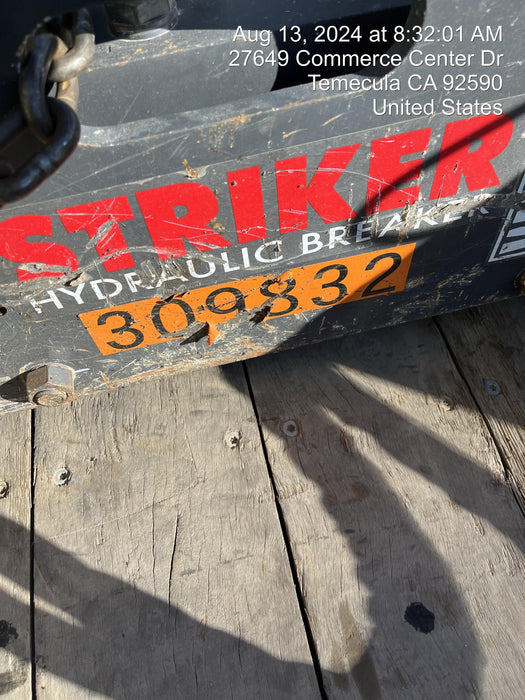 Aug 13, 2024 at 8:32:01 AM
27649 Commerce Center Dr
Temecula CA 92590
United States
STRIKER
HYDRAULIC BREAKER
309832